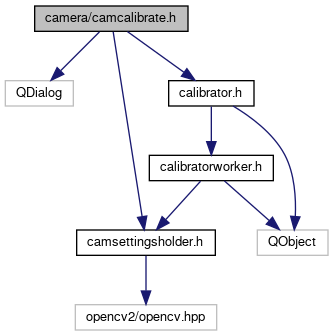 camera/camcalibrate.h
QDialog
calibrator.h
calibratorworker.h
camsettingsholder.h
QObject
opencv2/opencv.hpp